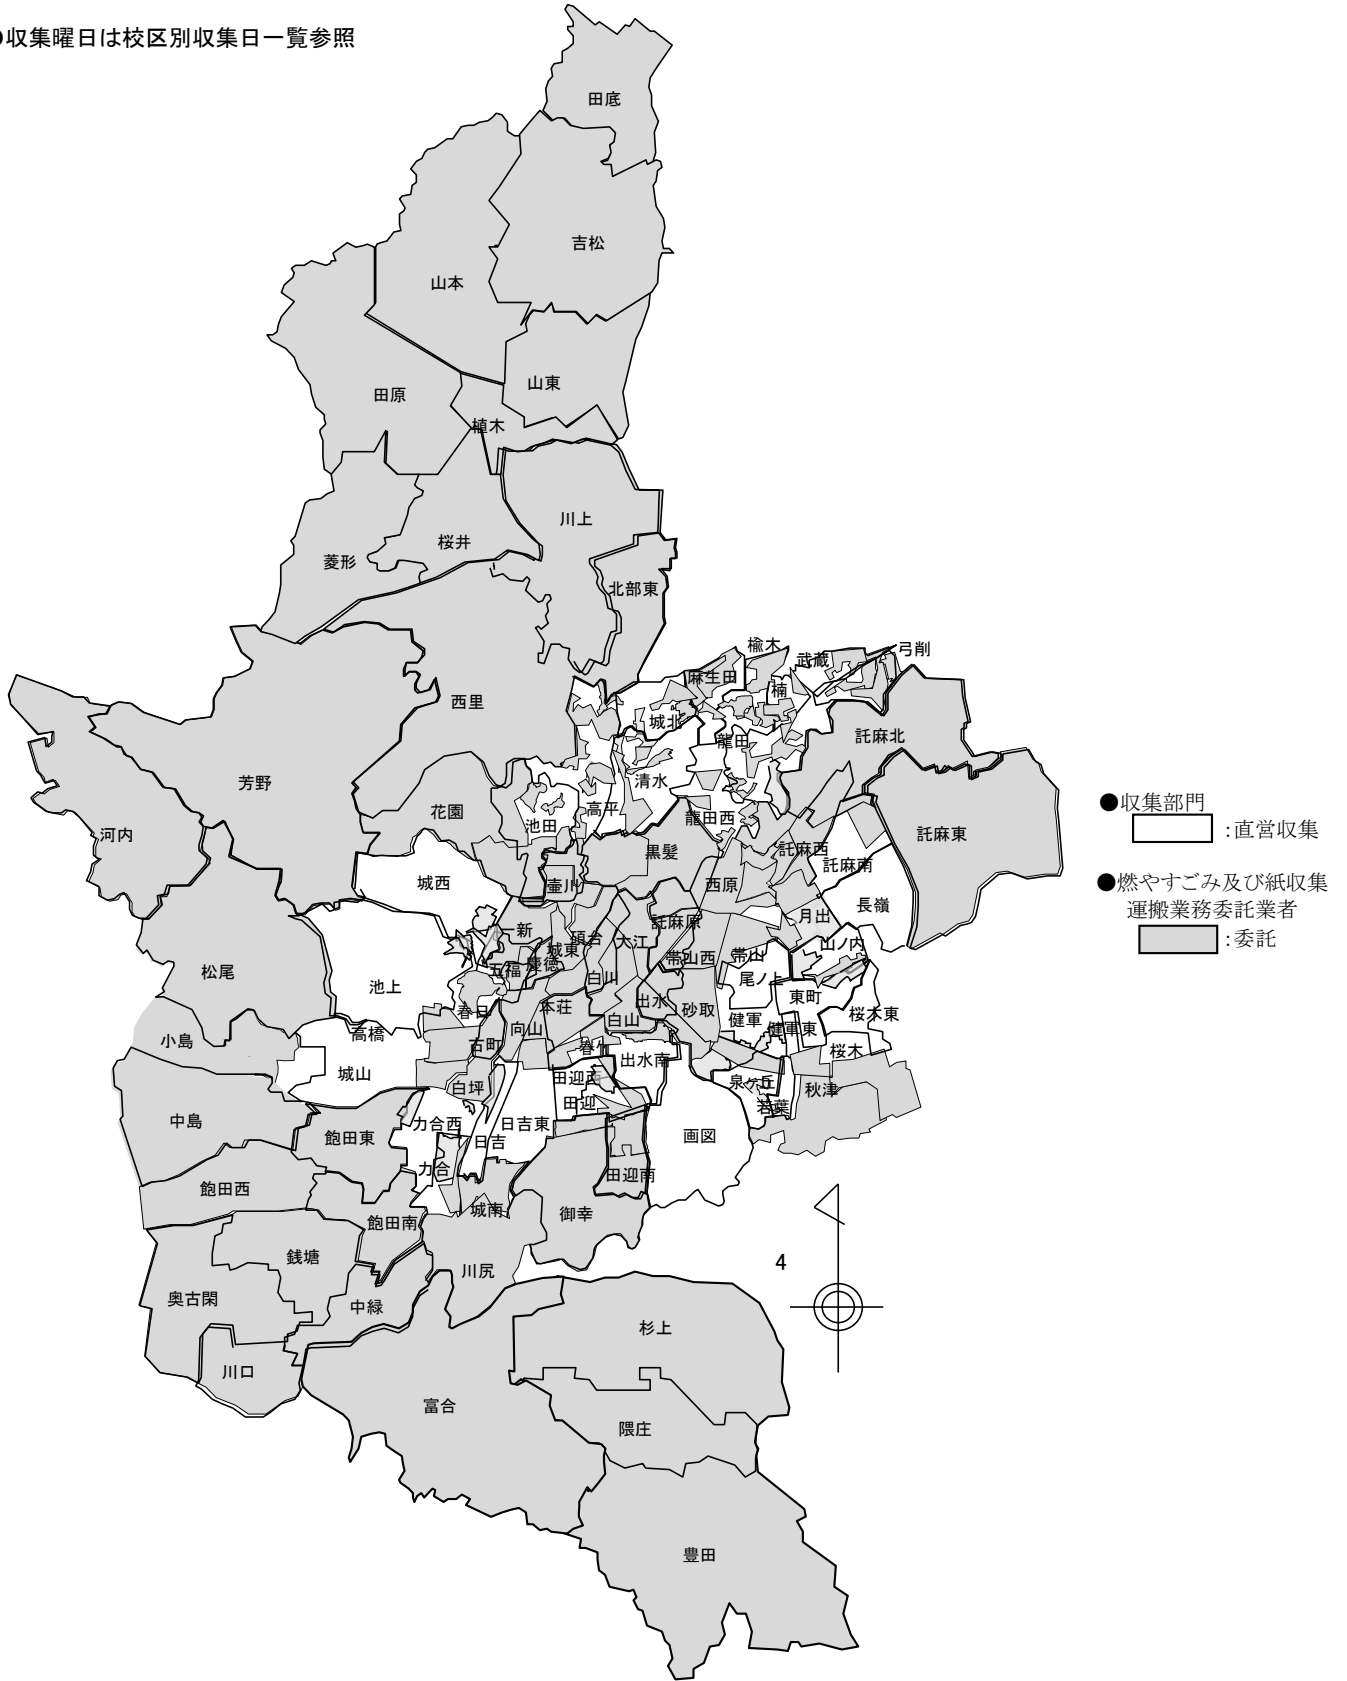 ●収集曜日は校区別収集日一覧参照
田底
吉松
山本
山東
田原
植木
川上
桜井
菱形
北部東
楡木
武蔵
弓削
麻生田
楠
西里
城北
龍田
託麻北
芳野
清水
花園
高平
池田
龍田西
河内
託麻東
託麻西
託麻南
黒髪
城西
壷川
西原
長嶺
月出
託麻原
一新
碩台
大江
城東
慶徳
山ノ内
帯山西
帯山
五福
松尾
白川
尾ノ上
池上
東町
出水
砂取
本荘
春日
桜木東
白山
健軍
健軍東
向山
高橋
小島
古町
春竹
出水南
桜木
城山
田迎西
泉ヶ丘
白坪
秋津
田迎
若葉
中島
力合西
日吉東
飽田東
日吉
画図
力合
田迎南
飽田西
城南
御幸
飽田南
銭塘
川尻
奥古閑
中緑
杉上
川口
富合
隈庄
豊田
4
●収集部門
:直営収集
●燃やすごみ及び紙収集
運搬業務委託業者
:委託